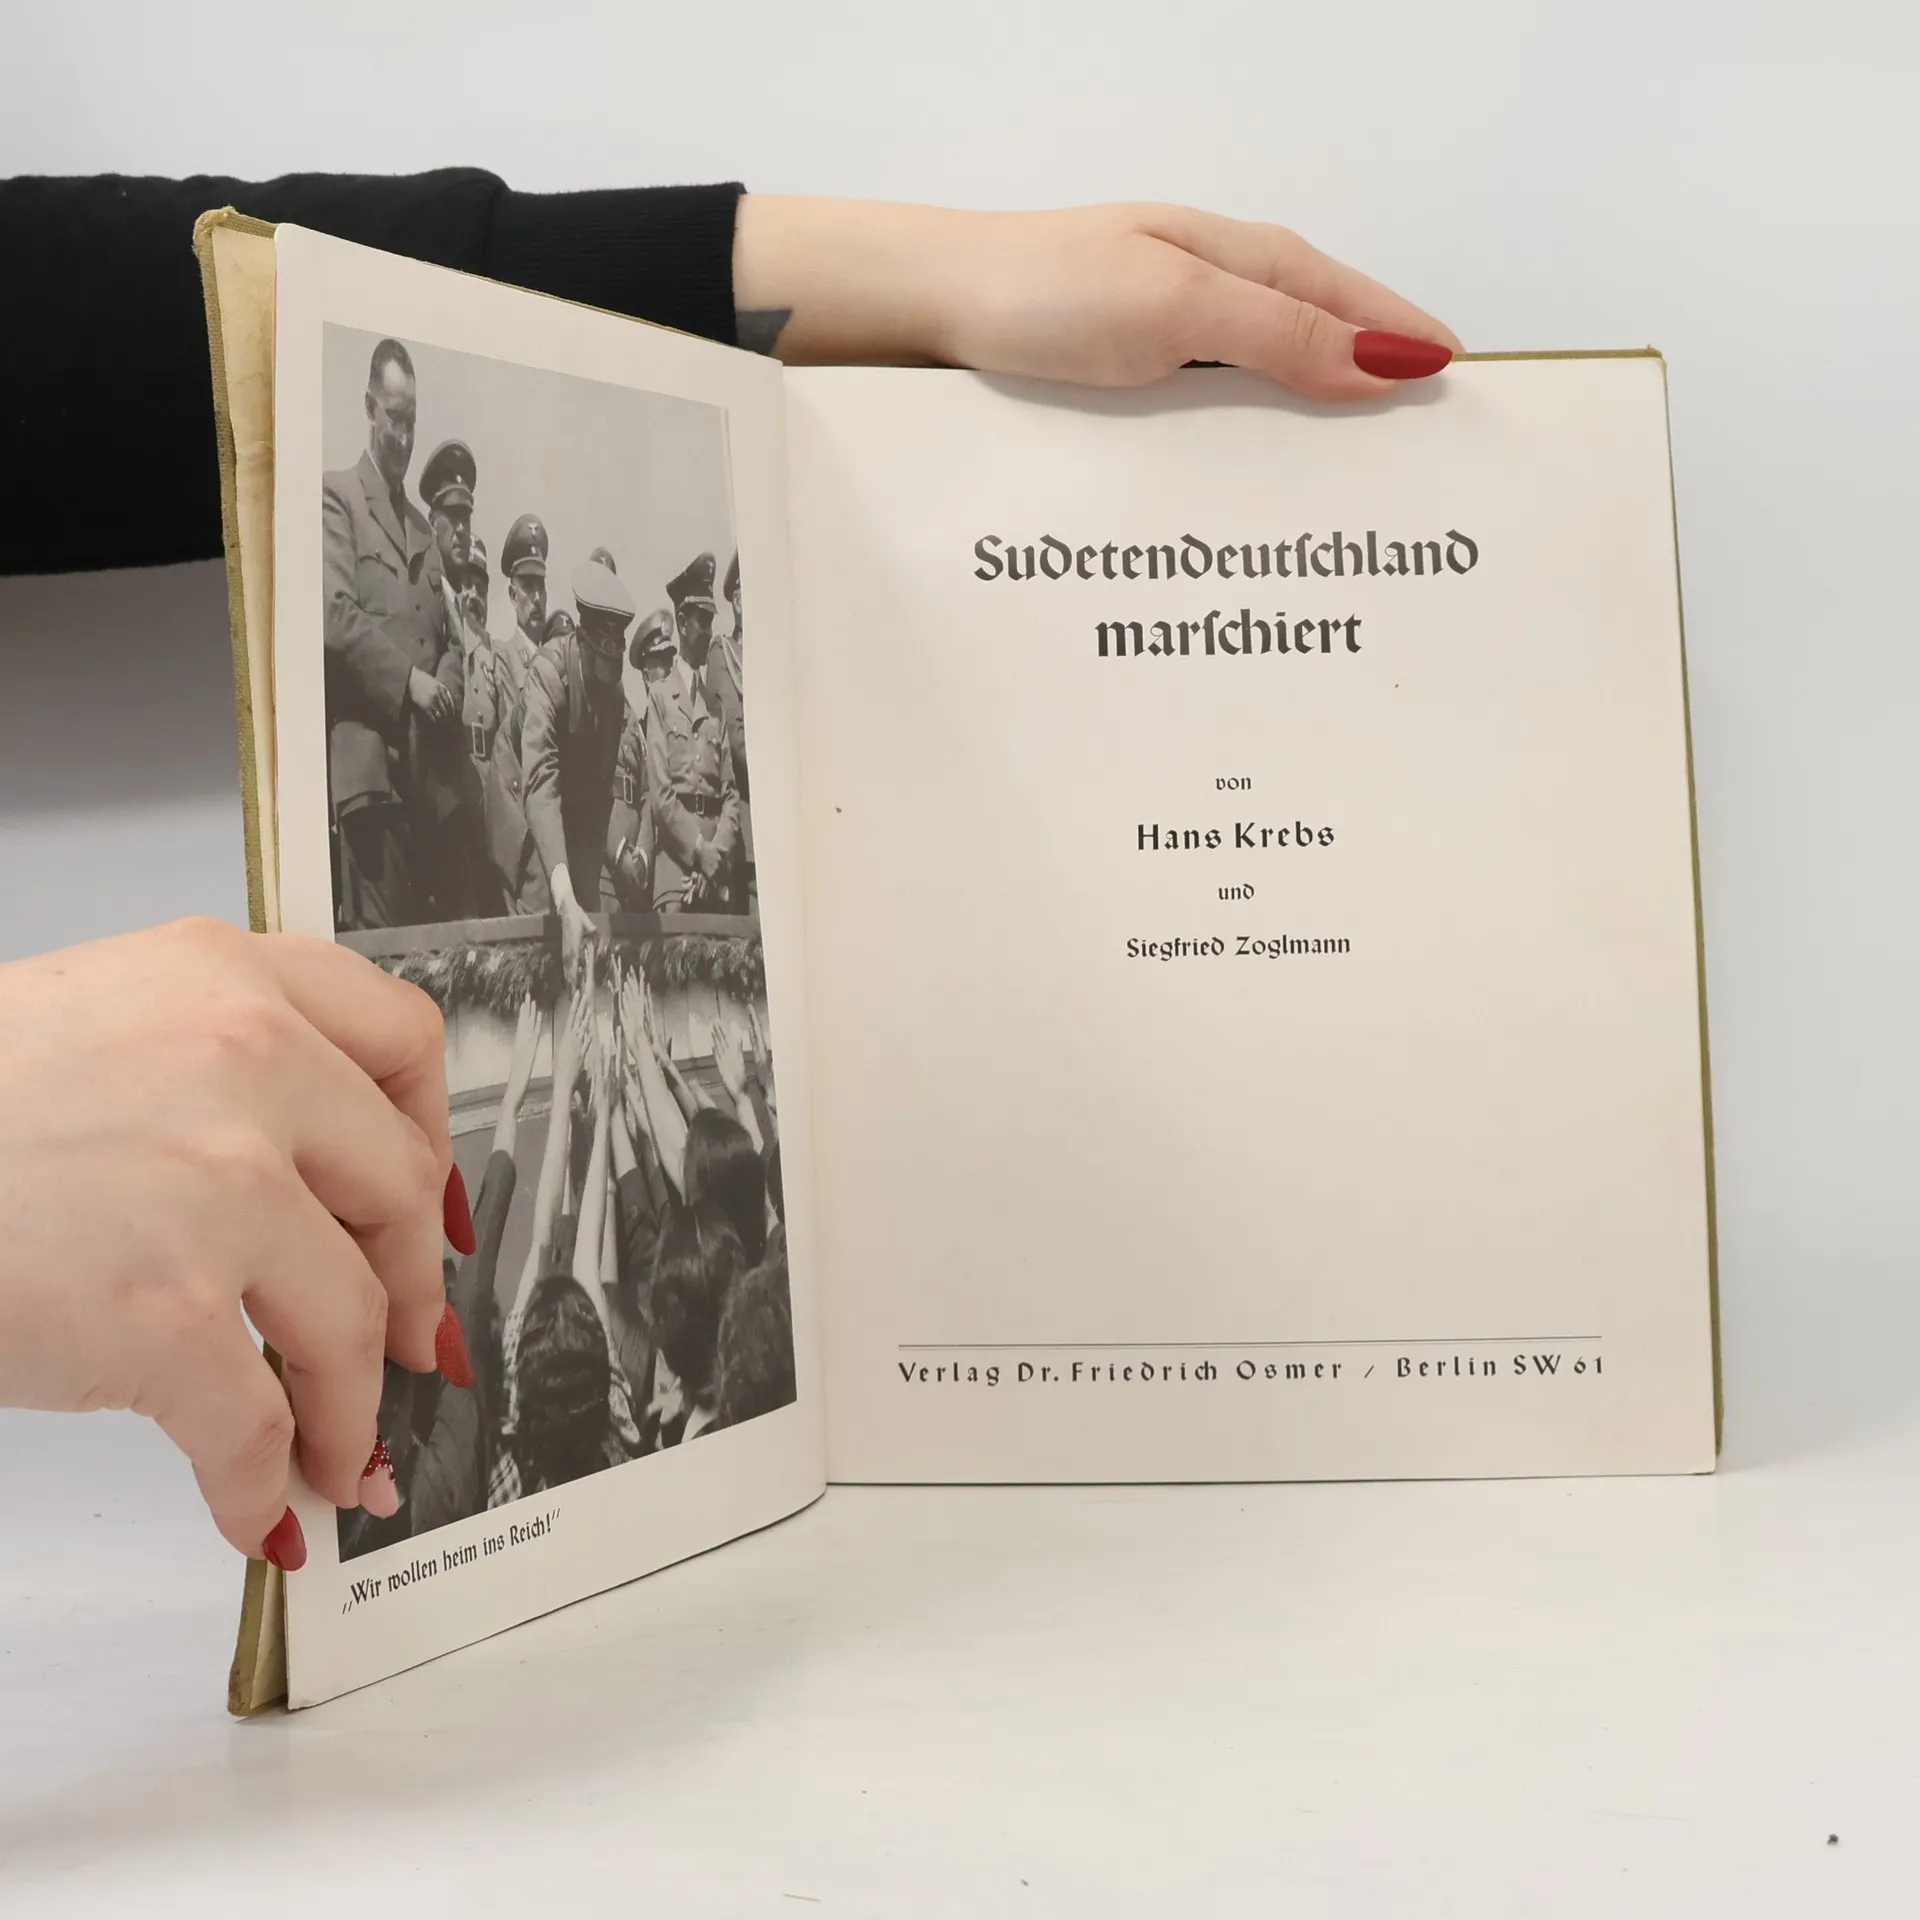 „Wir wollen heim ins Reich!“
Sudetendeutſchland
marſchiert
von
Hans Krebs
und
Siegfried Zoglmann
Verlag Dr. Friedrich Osmer / Berlin SW 61